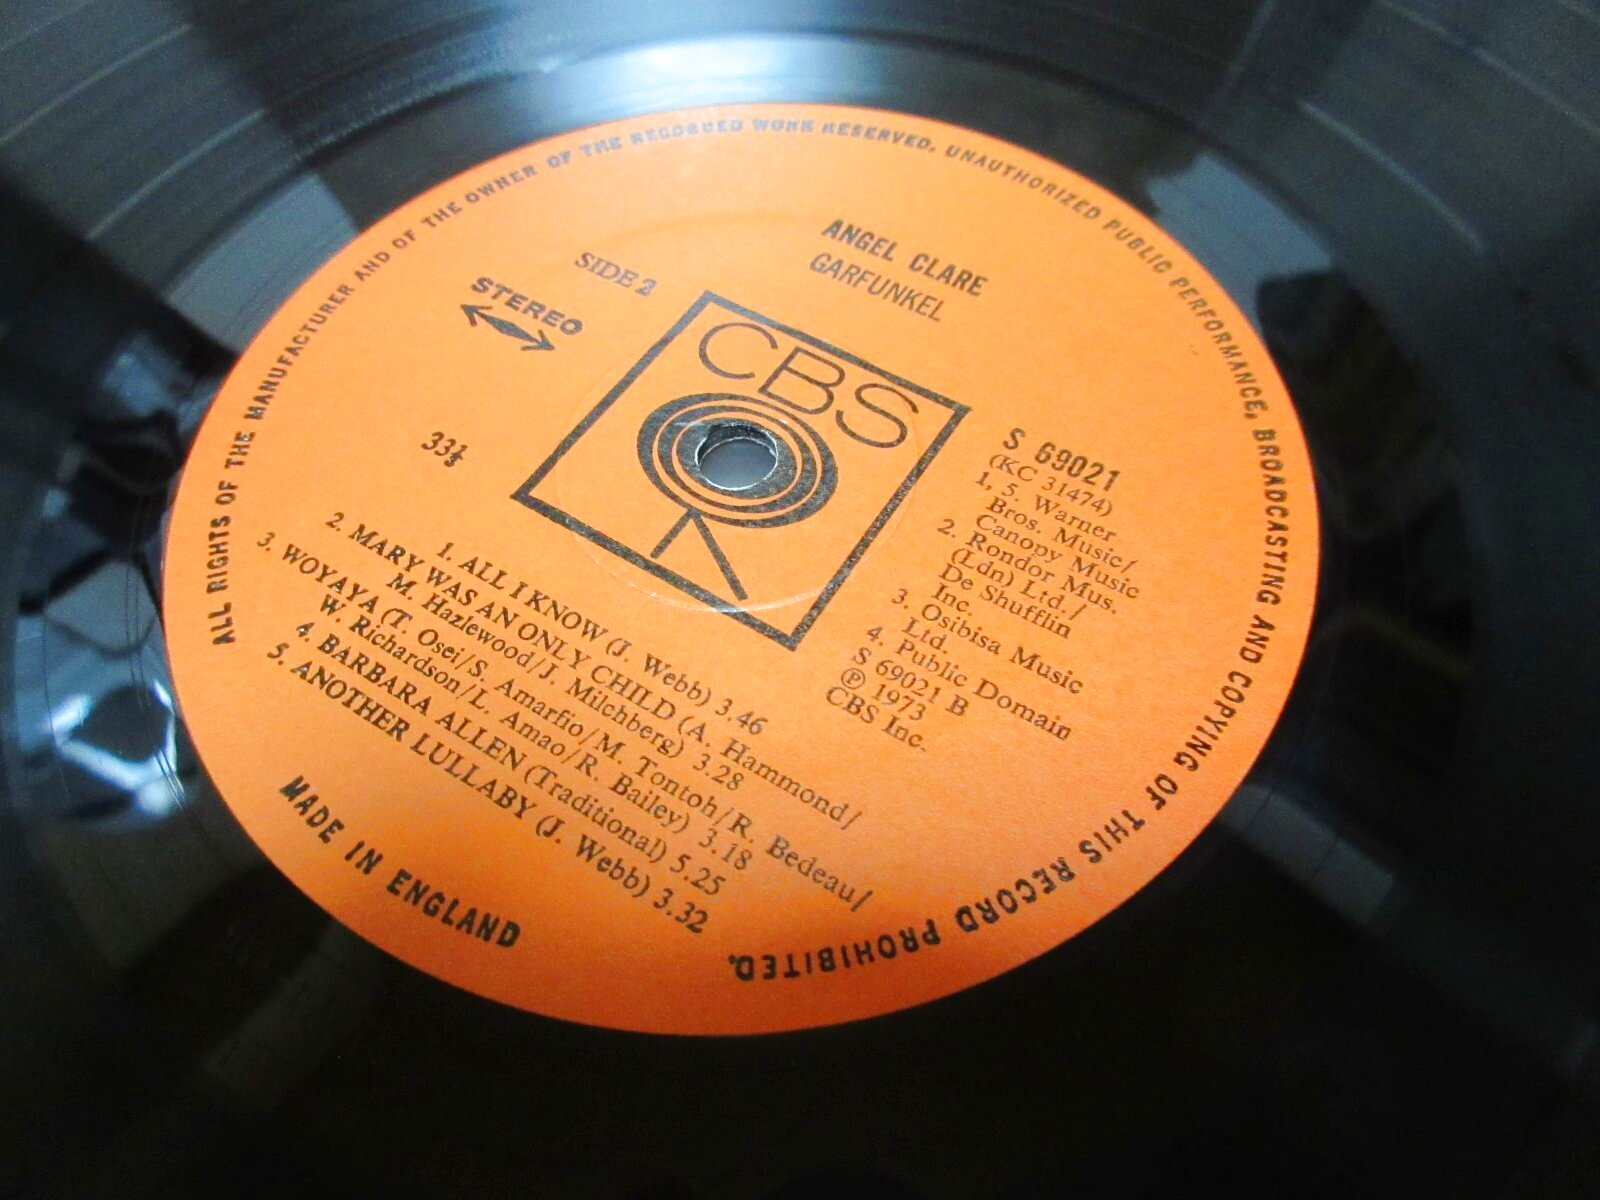 ALL RIGHTS OF THE MANUFACTURER AND OF THE OWNER OF THE RECORDED WORK RESERVED. UNAUTHORIZED PUBLIC PERFORMANCE, BROADCASTING AND COPYING OF THIS RECORD PROHIBITED.
ANGEL CLARE
GARFUNKEL
SIDE 2
STEREO
CBS
33⅓
S 69021
(KC 31474)
1, 5. Warner
Bros. Music/
Canopy Music
2. Rondor Mus.
(Ldn) Ltd./
De Shufflin
Inc.
3. Osibisa Music
Ltd.
4. Public Domain
S 69021 B
℗ 1973
CBS Inc.
1. ALL I KNOW (J. Webb) 3.46
2. MARY WAS AN ONLY CHILD (A. Hammond/
M. Hazlewood/J. Milchberg) 3.28
3. WOYAYA (T. Osei/S. Amarfio/M. Tontoh/R. Bedeau/
W. Richardson/L. Amao/R. Bailey) 3.18
4. BARBARA ALLEN (Traditional) 5.25
5. ANOTHER LULLABY (J. Webb) 3.32
MADE IN ENGLAND